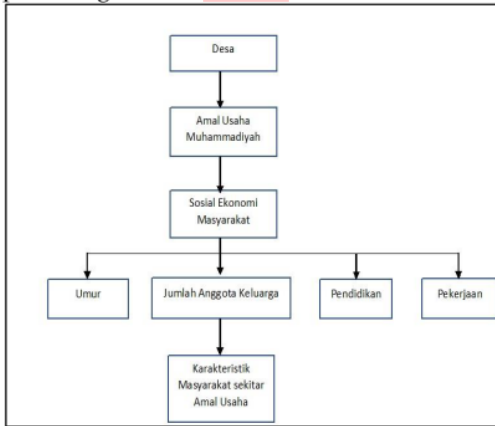 Desa
Amal Usaha
Muhammadiyah
Sosial Ekonomi
Masyarakat
Umur
Jumlah Anggota Keluarga
Pendidikan
Pekerjaan
Karakteristik
Masyarakat sekitar
Amal Usaha